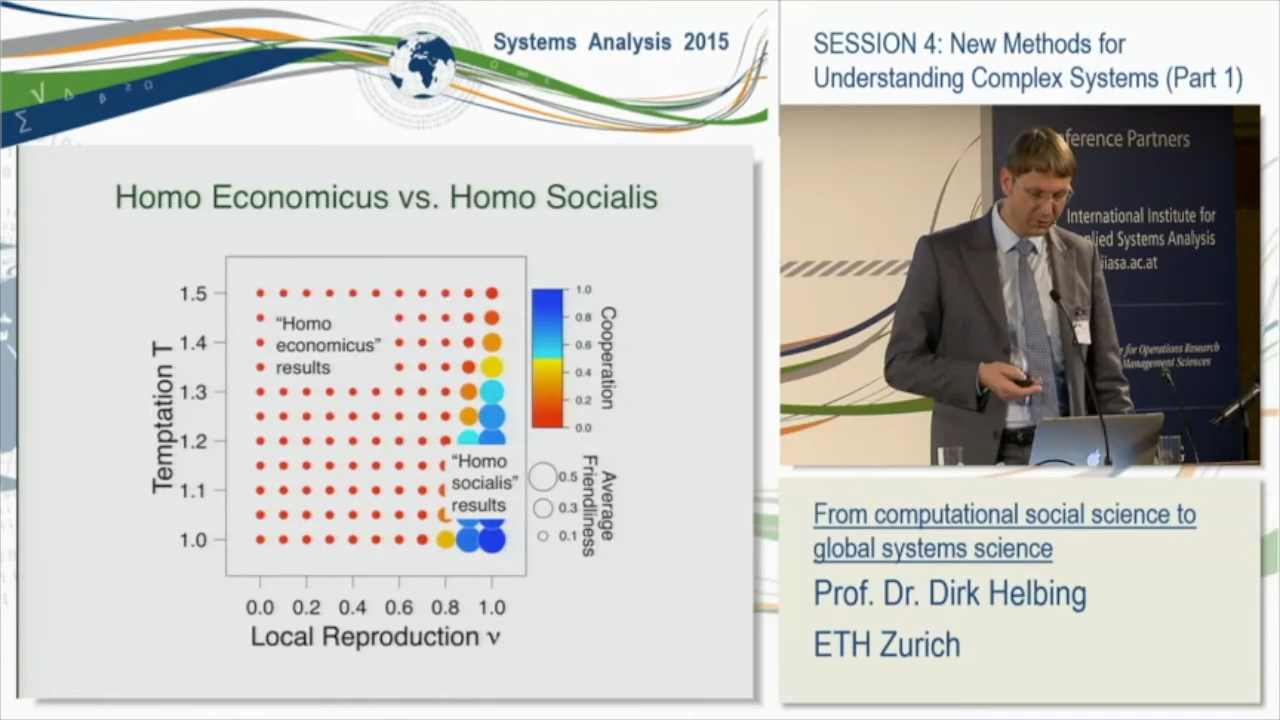 Systems Analysis 2015
SESSION 4: New Methods for
Understanding Complex Systems (Part 1)
Homo Economicus vs. Homo Socialis
Temptation T
1.5
1.4
1.3
1.2
1.1
1.0
"Homo
economicus"
results
"Homo
socialis"
results
0.0 0.2 0.4 0.6 0.8 1.0
Local Reproduction ν
1.0
0.8
0.6
0.4
0.2
0.0
Cooperation
0.5
0.3
0.1
Average
Friendliness
nference Partners
International Institute for
plied Systems Analysis
iiasa.ac.at
for Operations Research
Management Sciences
From computational social science to
global systems science
Prof. Dr. Dirk Helbing
ETH Zurich